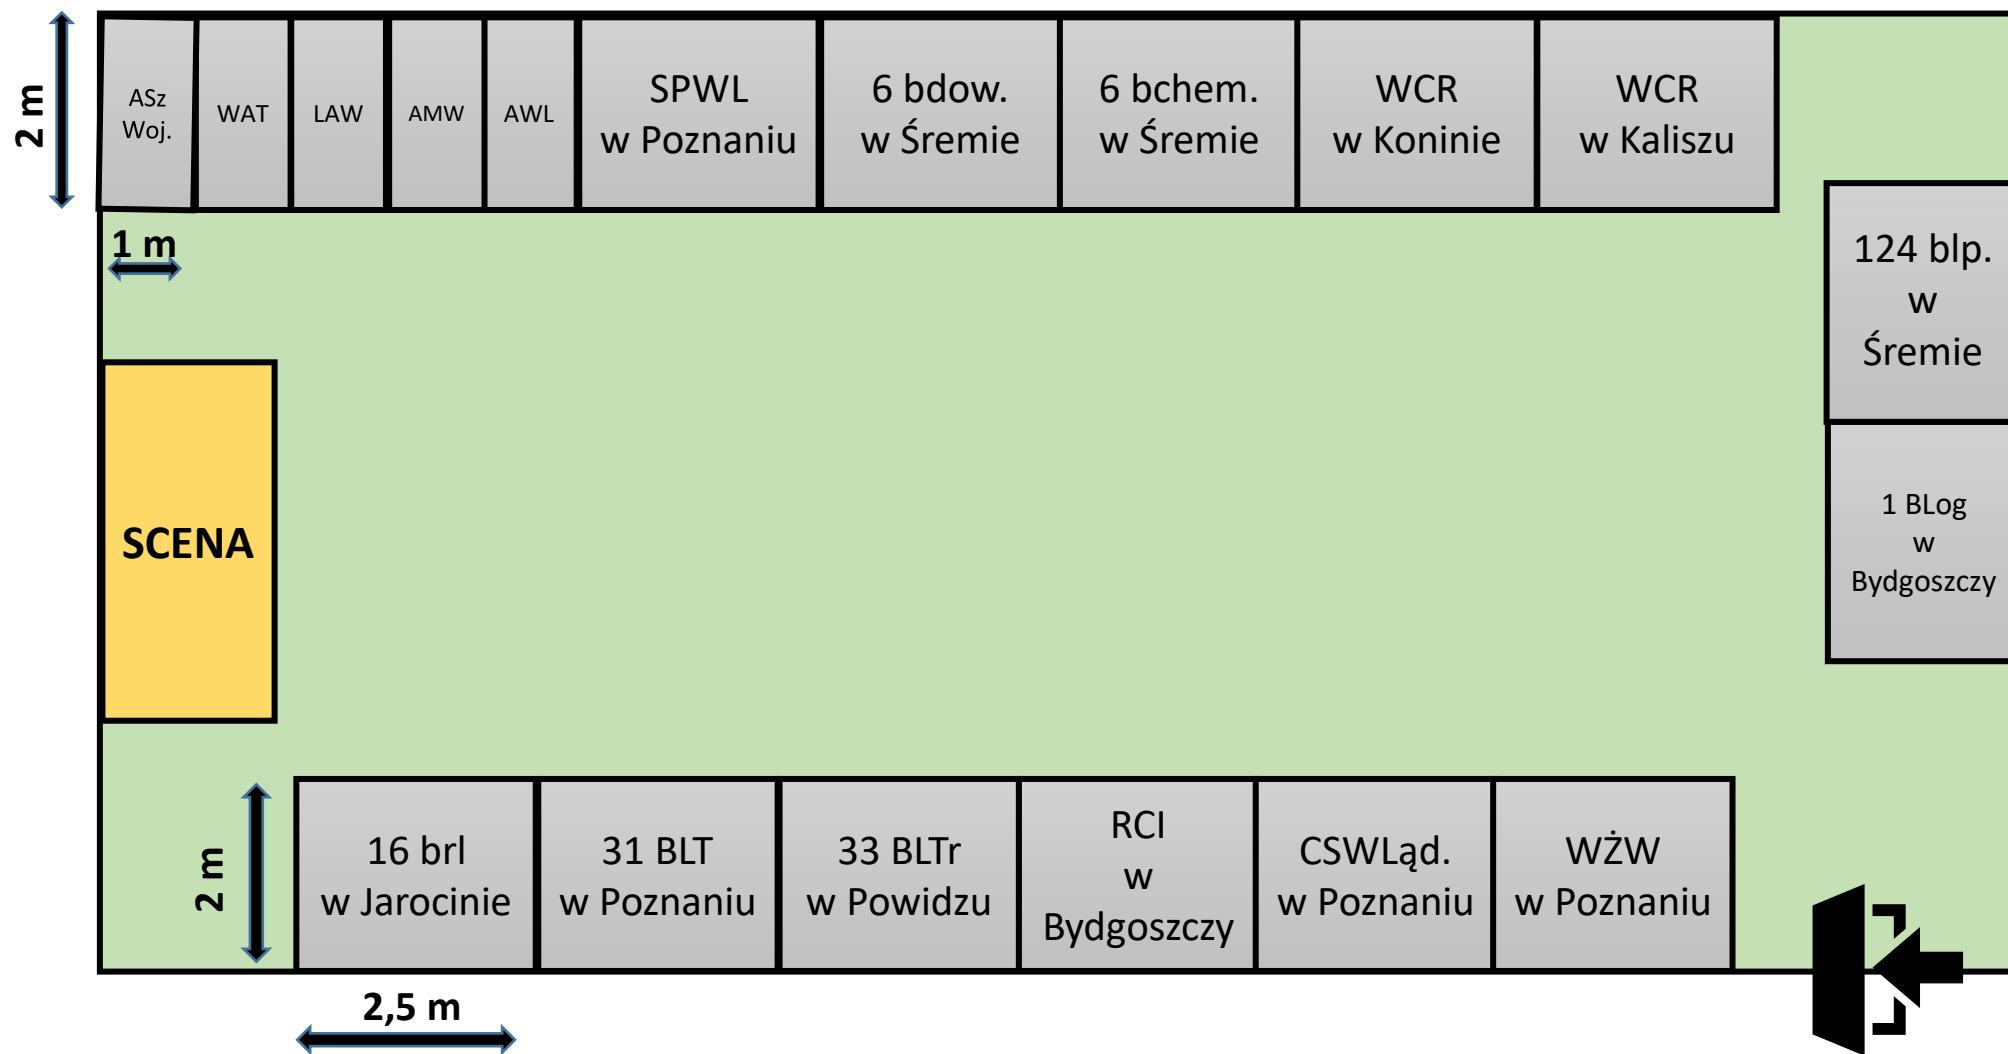 2 m
ASz
Woj.
WAT
LAW
AMW
AWL
SPWL
w Poznaniu
6 bdow.
w Śremie
6 bchem.
w Śremie
WCR
w Koninie
WCR
w Kaliszu
1 m
124 blp.
w
Śremie
SCENA
1 BLog
w
Bydgoszczy
2 m
16 brl
w Jarocinie
31 BLT
w Poznaniu
33 BLTr
w Powidzu
RCI
w
Bydgoszczy
CSWLąd.
w Poznaniu
WŻW
w Poznaniu
2,5 m